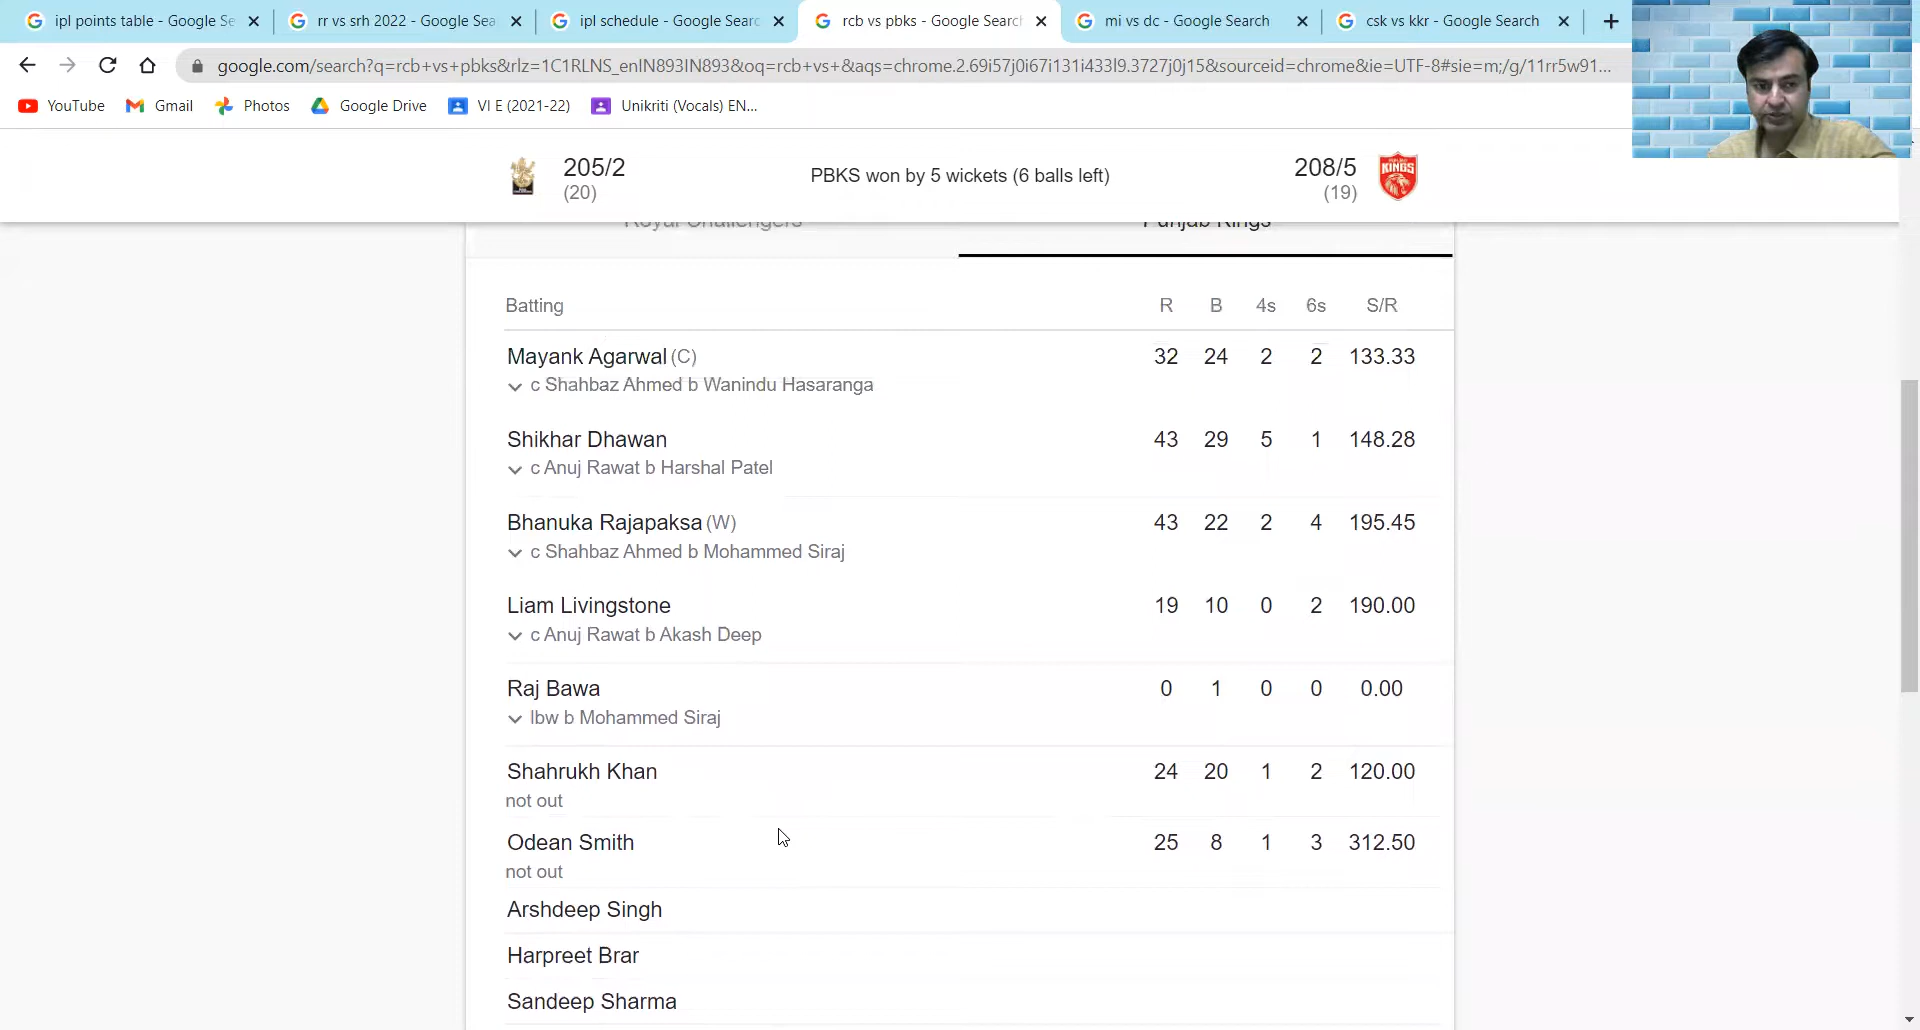 ipl points table - Google Se
rr vs srh 2022 - Google Sea
ipl schedule - Google Searc
rcb vs pbks - Google Search
mi vs dc - Google Search
csk vs kkr - Google Search
google.com/search?q=rcb+vs+pbks&rlz=1C1RLNS_enIN893IN893&oq=rcb+vs+&aqs=chrome.2.69i57j0i67i131i433l9.3727j0j15&sourceid=chrome&ie=UTF-8#sie=m;/g/11rr5w91...
YouTube
Gmail
Photos
Google Drive
VI E (2021-22)
Unikriti (Vocals) EN...
205/2
(20)
PBKS won by 5 wickets (6 balls left)
208/5
(19)
KINGS
Royal Challengers
Punjab Kings
Batting R B 4s 6s S/R
Mayank Agarwal (C) 32 24 2 2 133.33
c Shahbaz Ahmed b Wanindu Hasaranga
Shikhar Dhawan 43 29 5 1 148.28
c Anuj Rawat b Harshal Patel
Bhanuka Rajapaksa (W) 43 22 2 4 195.45
c Shahbaz Ahmed b Mohammed Siraj
Liam Livingstone 19 10 0 2 190.00
c Anuj Rawat b Akash Deep
Raj Bawa 0 1 0 0 0.00
lbw b Mohammed Siraj
Shahrukh Khan 24 20 1 2 120.00
not out
Odean Smith 25 8 1 3 312.50
not out
Arshdeep Singh
Harpreet Brar
Sandeep Sharma